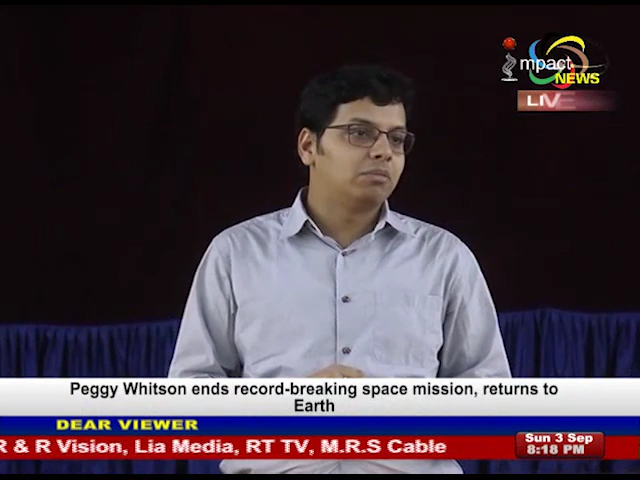 mpact
NEWS
LIVE
Peggy Whitson ends record-breaking space mission, returns to
Earth
DEAR VIEWER
R & R Vision, Lia Media, RT TV, M.R.S Cable
Sun 3 Sep
8:18 PM